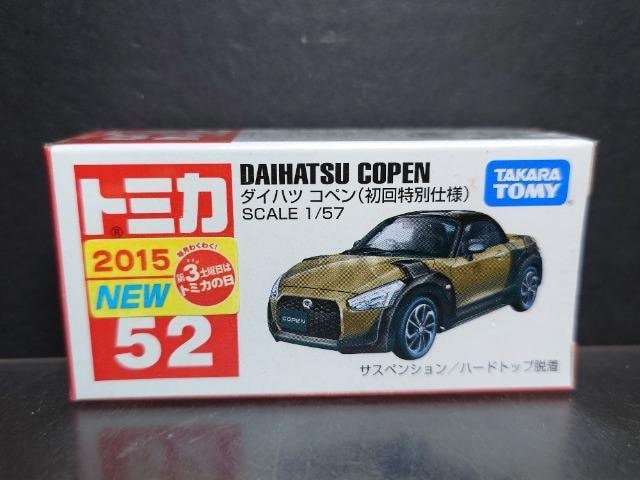 DAIHATSU COPEN
ダイハツ コペン(初回特別仕様)
SCALE 1/57
TAKARA
TOMY
トミカ
®
2015
NEW
毎月わくわく!
第3土曜日は
トミカの日
52
COPEN
サスペンション/ハードトップ脱着